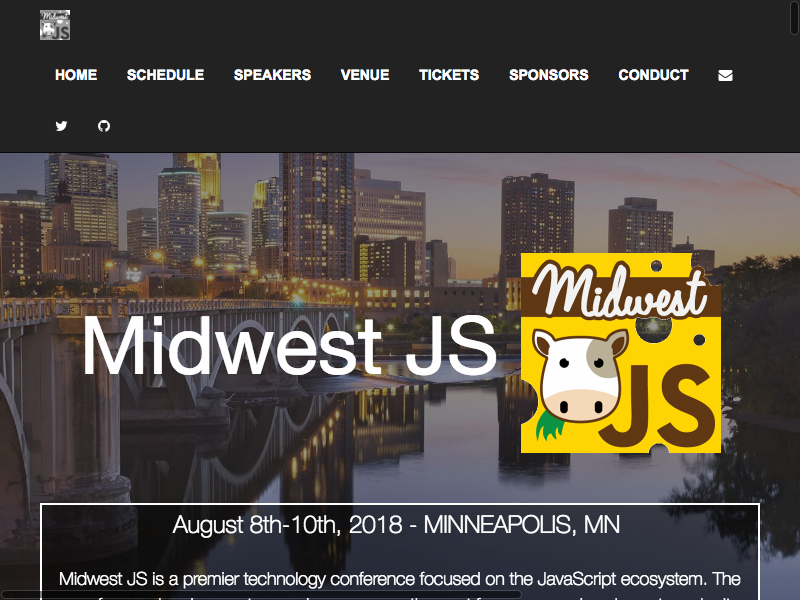 Midwest
JS
HOME SCHEDULE SPEAKERS VENUE TICKETS SPONSORS CONDUCT
Midwest JS
Midwest
JS
August 8th-10th, 2018 - MINNEAPOLIS, MN
Midwest JS is a premier technology conference focused on the JavaScript ecosystem. The